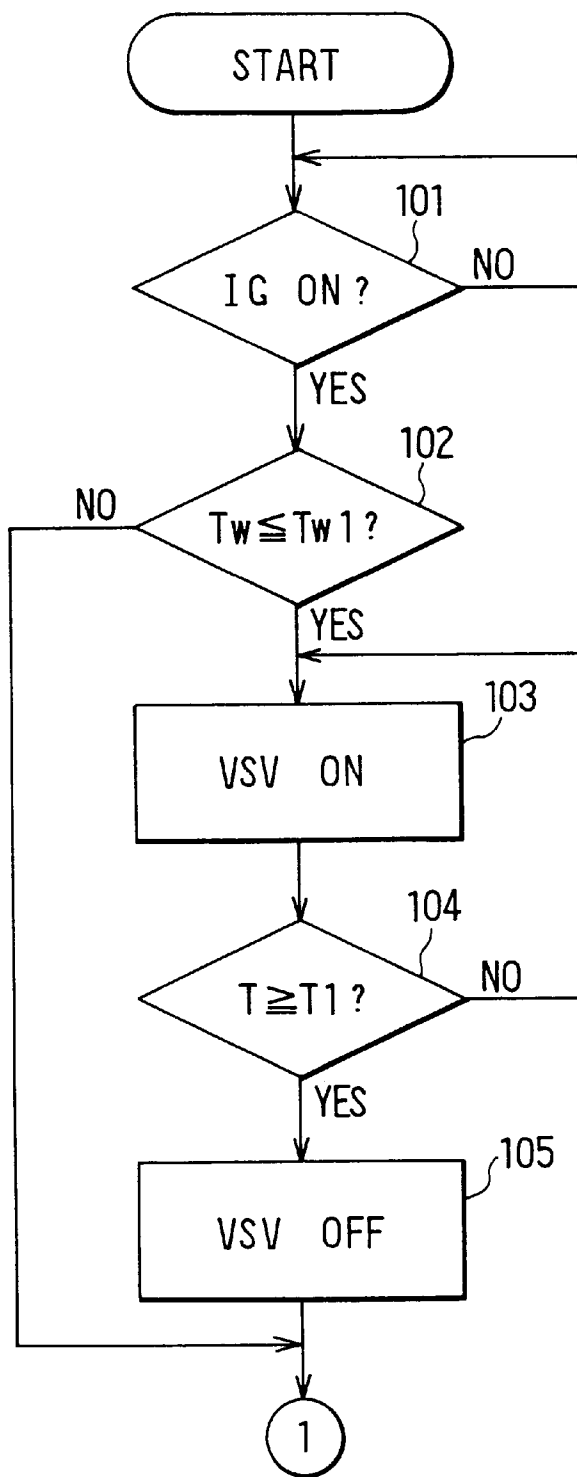 START
101
IG ON?
NO
YES
102
NO
Tw≦Tw1?
YES
103
VSV ON
104
T≧T1?
NO
YES
105
VSV OFF
1